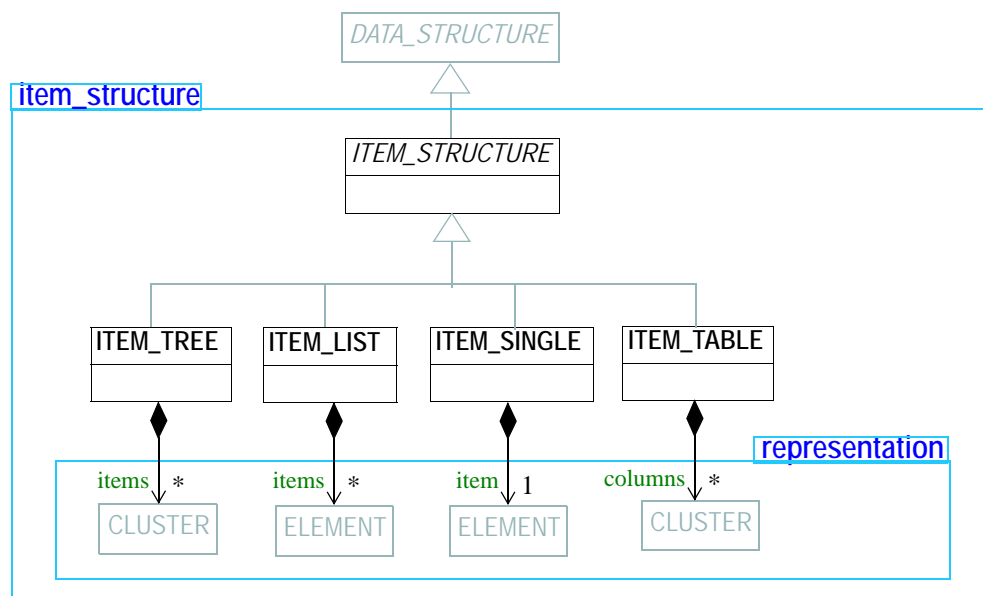 DATA_STRUCTURE
item_structure
ITEM_STRUCTURE
ITEM_TREE ITEM_LIST ITEM_SINGLE ITEM_TABLE
representation
items * items * item 1 columns *
CLUSTER ELEMENT ELEMENT CLUSTER